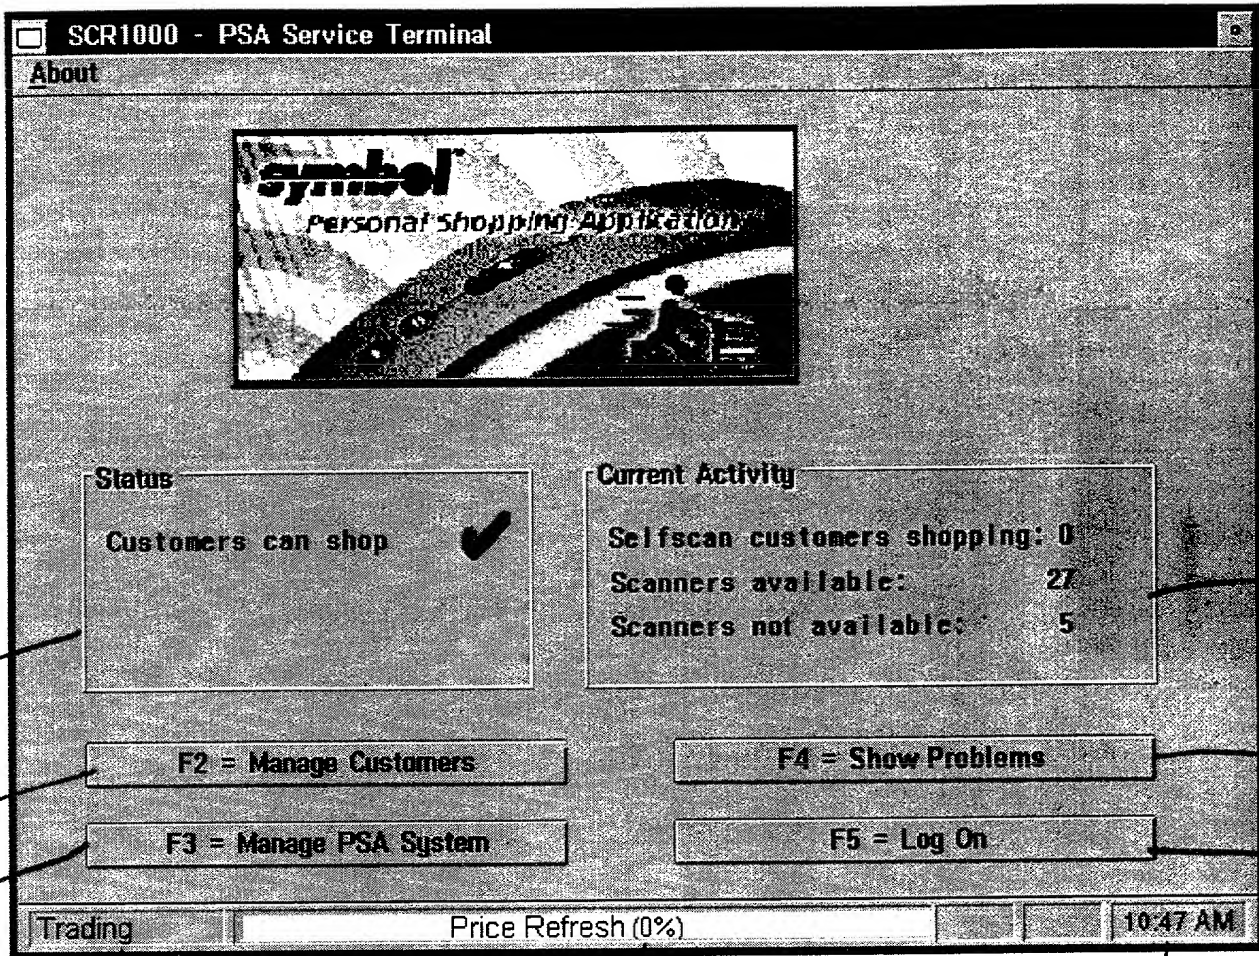 SCR1000 - PSA Service Terminal
About
symbol™
Personal Shopping Application
Status
Customers can shop
Current Activity
Selfscan customers shopping: 0
Scanners available: 27
Scanners not available: 5
F2 = Manage Customers
F4 = Show Problems
F3 = Manage PSA System
F5 = Log On
Trading
Price Refresh (0%)
10:47 AM